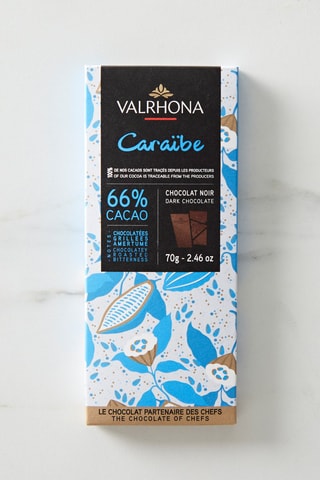 VALRHONA
Caraïbe
100% DE NOS CACAOS SONT TRACÉS DEPUIS LES PRODUCTEURS
OF OUR COCOA IS TRACEABLE FROM THE PRODUCERS
66%
CACAO
NOTES
CHOCOLATÉES
GRILLÉES
AMERTUME
CHOCOLATEY
ROASTED
BITTERNESS
CHOCOLAT NOIR
DARK CHOCOLATE
70g - 2.46 oz
LE CHOCOLAT PARTENAIRE DES CHEFS
THE CHOCOLATE OF CHEFS